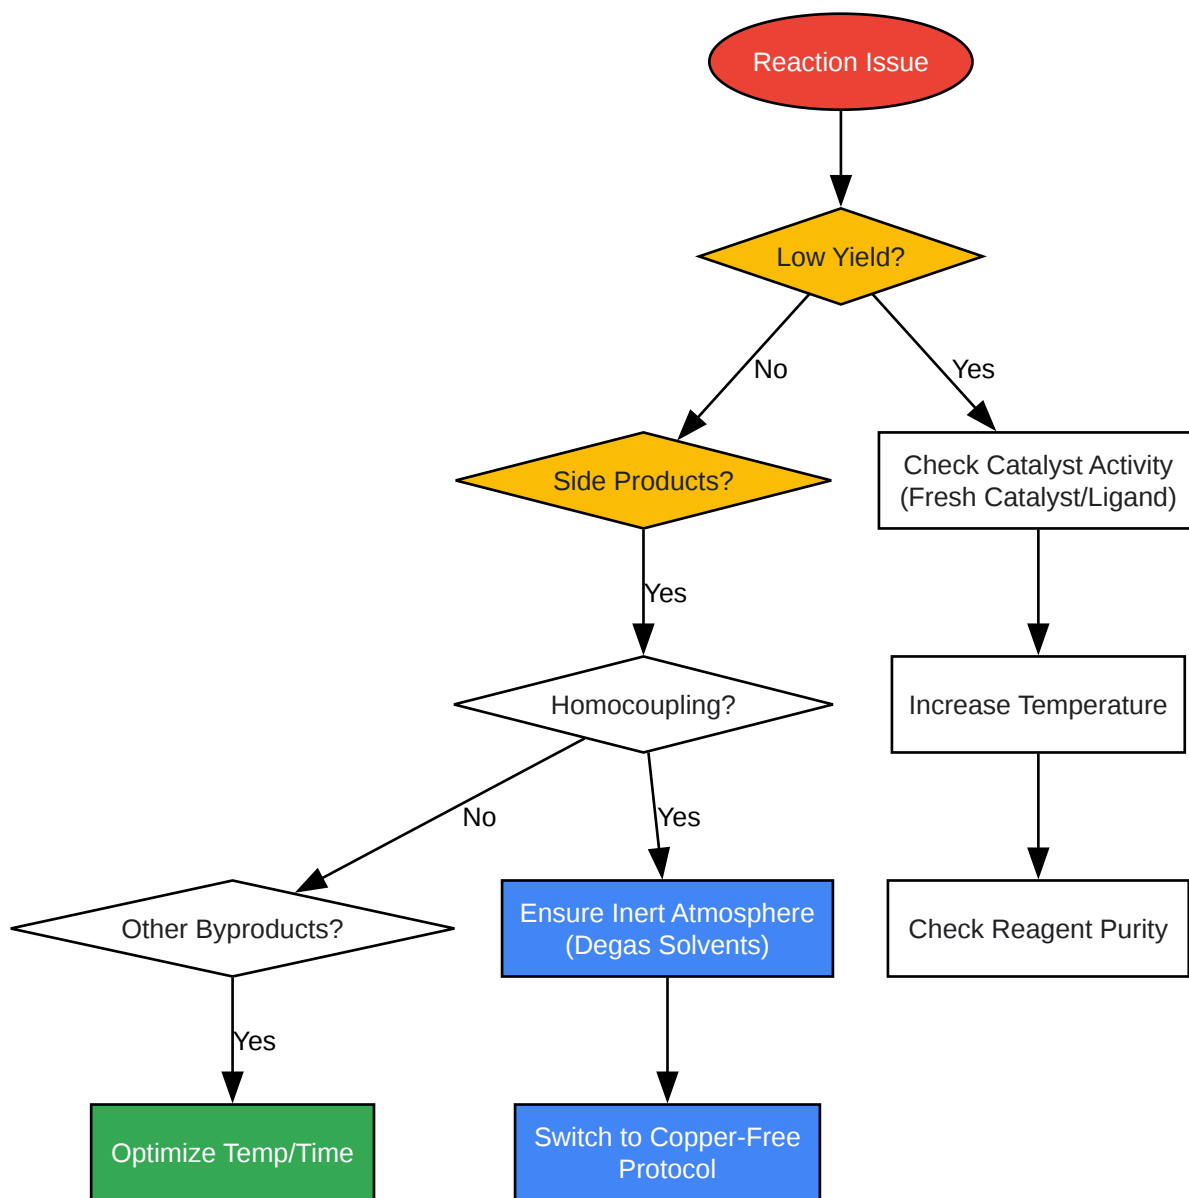 Reaction Issue
Low Yield?
No
Yes
Side Products?
Check Catalyst Activity
(Fresh Catalyst/Ligand)
Yes
Homocoupling?
Increase Temperature
No
Yes
Other Byproducts?
Ensure Inert Atmosphere
(Degas Solvents)
Check Reagent Purity
Yes
Optimize Temp/Time
Switch to Copper-Free
Protocol